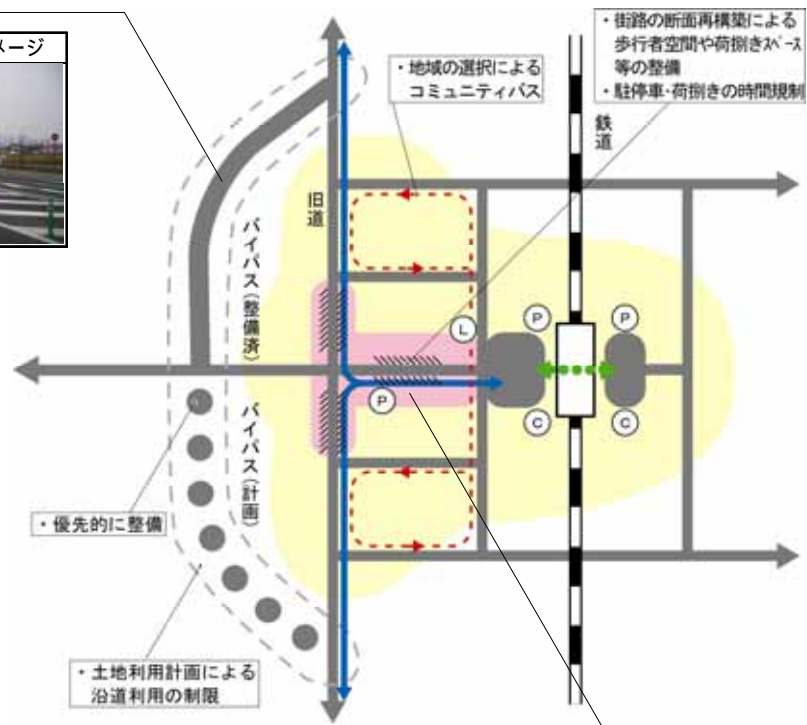 メージ
・街路の断面再構築による
歩行者空間や荷捌きスペース
等の整備
・駐停車・荷捌きの時間規制
・地域の選択による
コミュニティバス
鉄道
旧道
バイパス(整備済)
L
P
P
P
C
C
バイパス(計画)
・優先的に整備
・土地利用計画による
沿道利用の制限